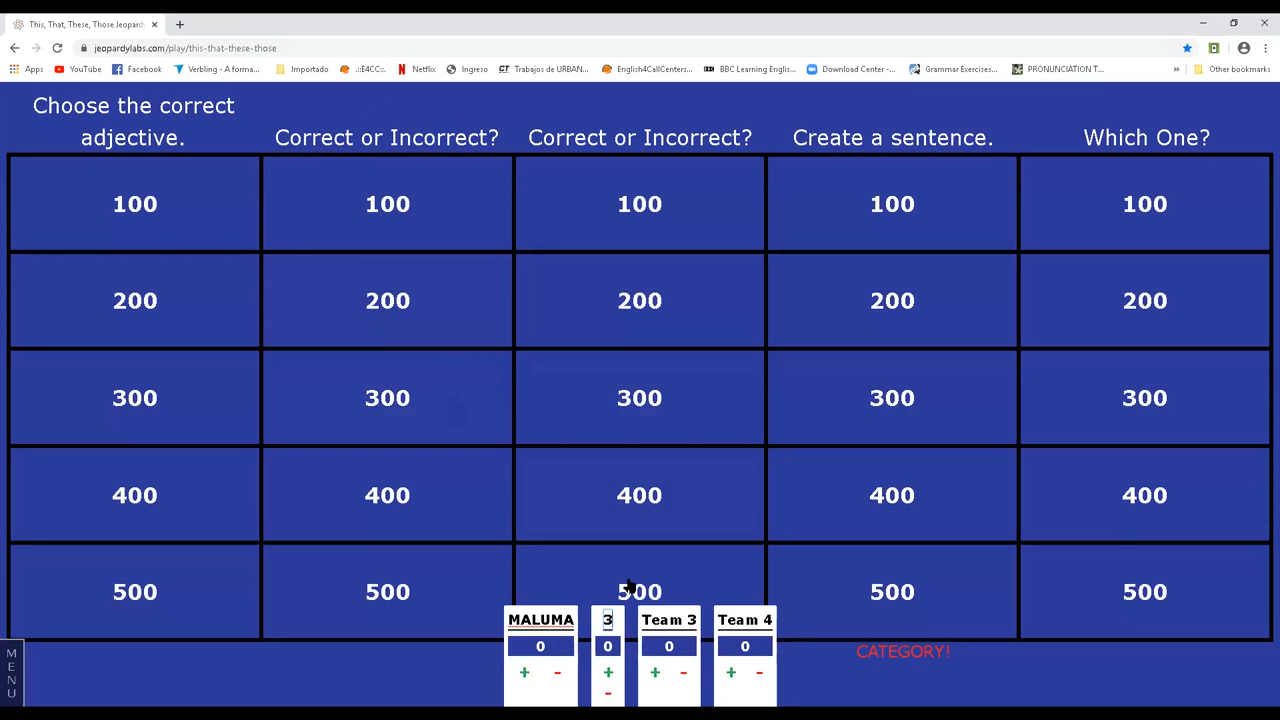 This, That, These, Those Jeopard
jeopardylabs.com/play/this-that-these-those
Apps YouTube Facebook Verbling - A forma... Importado .::E4CC::. Netflix Ingreso Trabajos de URBAN... English4CallCenters... BBC Learning English... Download Center -... Grammar Exercises... PRONUNCIATION T... » Other bookmarks
Choose the correct
adjective. Correct or Incorrect? Correct or Incorrect? Create a sentence. Which One?
100 100 100 100 100
200 200 200 200 200
300 300 300 300 300
400 400 400 400 400
500 500 500 500 500
MALUMA 3 Team 3 Team 4
0 0 0 0
+ - + + - + -
-
CATEGORY!
MENU